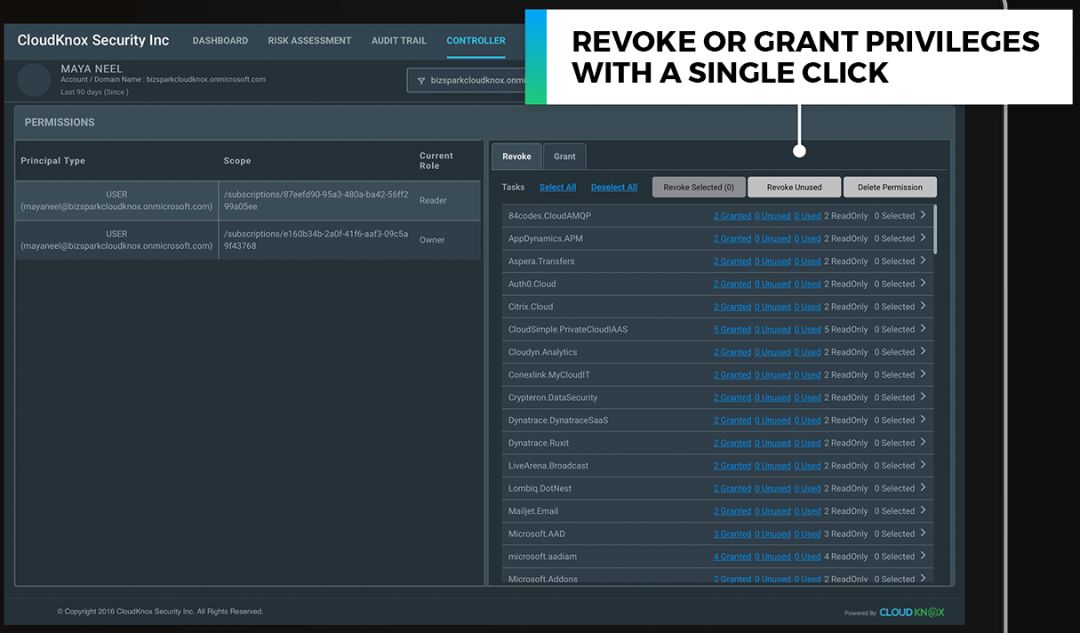 CloudKnox Security Inc DASHBOARD RISK ASSESSMENT AUDIT TRAIL CONTROLLER
REVOKE OR GRANT PRIVILEGES
WITH A SINGLE CLICK
MAYA NEEL
Account / Domain Name : bizsparkcloudknox.onmicrosoft.com
Last 90 days (Since )
bizsparkcloudknox.onmi
PERMISSIONS
Principal Type Scope Current
Role
USER
(mayaneel@bizsparkcloudknox.onmicrosoft.com)
/subscriptions/87eefd90-95a3-480a-ba42-56ff2
99a05ee
Reader
USER
(mayaneel@bizsparkcloudknox.onmicrosoft.com)
/subscriptions/e160b34b-2a0f-41f6-aaf3-09c5a
9f43768
Owner
Revoke Grant
Tasks Select All Deselect All Revoke Selected (0) Revoke Unused Delete Permission
84codes.CloudAMQP 2 Granted 0 Unused 0 Used 2 ReadOnly 0 Selected
AppDynamics.APM 2 Granted 0 Unused 0 Used 2 ReadOnly 0 Selected
Aspera.Transfers 2 Granted 0 Unused 0 Used 2 ReadOnly 0 Selected
Auth0.Cloud 2 Granted 0 Unused 0 Used 2 ReadOnly 0 Selected
Citrix.Cloud 2 Granted 0 Unused 0 Used 2 ReadOnly 0 Selected
CloudSimple.PrivateCloudIAAS 5 Granted 0 Unused 0 Used 5 ReadOnly 0 Selected
Cloudyn.Analytics 2 Granted 0 Unused 0 Used 2 ReadOnly 0 Selected
Conexlink.MyCloudIT 2 Granted 0 Unused 0 Used 2 ReadOnly 0 Selected
Crypteron.DataSecurity 2 Granted 0 Unused 0 Used 2 ReadOnly 0 Selected
Dynatrace.DynatraceSaaS 2 Granted 0 Unused 0 Used 2 ReadOnly 0 Selected
Dynatrace.Ruxit 2 Granted 0 Unused 0 Used 2 ReadOnly 0 Selected
LiveArena.Broadcast 2 Granted 0 Unused 0 Used 2 ReadOnly 0 Selected
Lombiq.DotNest 2 Granted 0 Unused 0 Used 2 ReadOnly 0 Selected
Mailjet.Email 2 Granted 0 Unused 0 Used 2 ReadOnly 0 Selected
Microsoft.AAD 3 Granted 0 Unused 0 Used 3 ReadOnly 0 Selected
microsoft.aadiam 4 Granted 0 Unused 0 Used 4 ReadOnly 0 Selected
Microsoft.Addons 2 Granted 0 Unused 0 Used 2 ReadOnly 0 Selected
© Copyright 2016 CloudKnox Security Inc. All Rights Reserved.
Powered By CLOUDKNOX